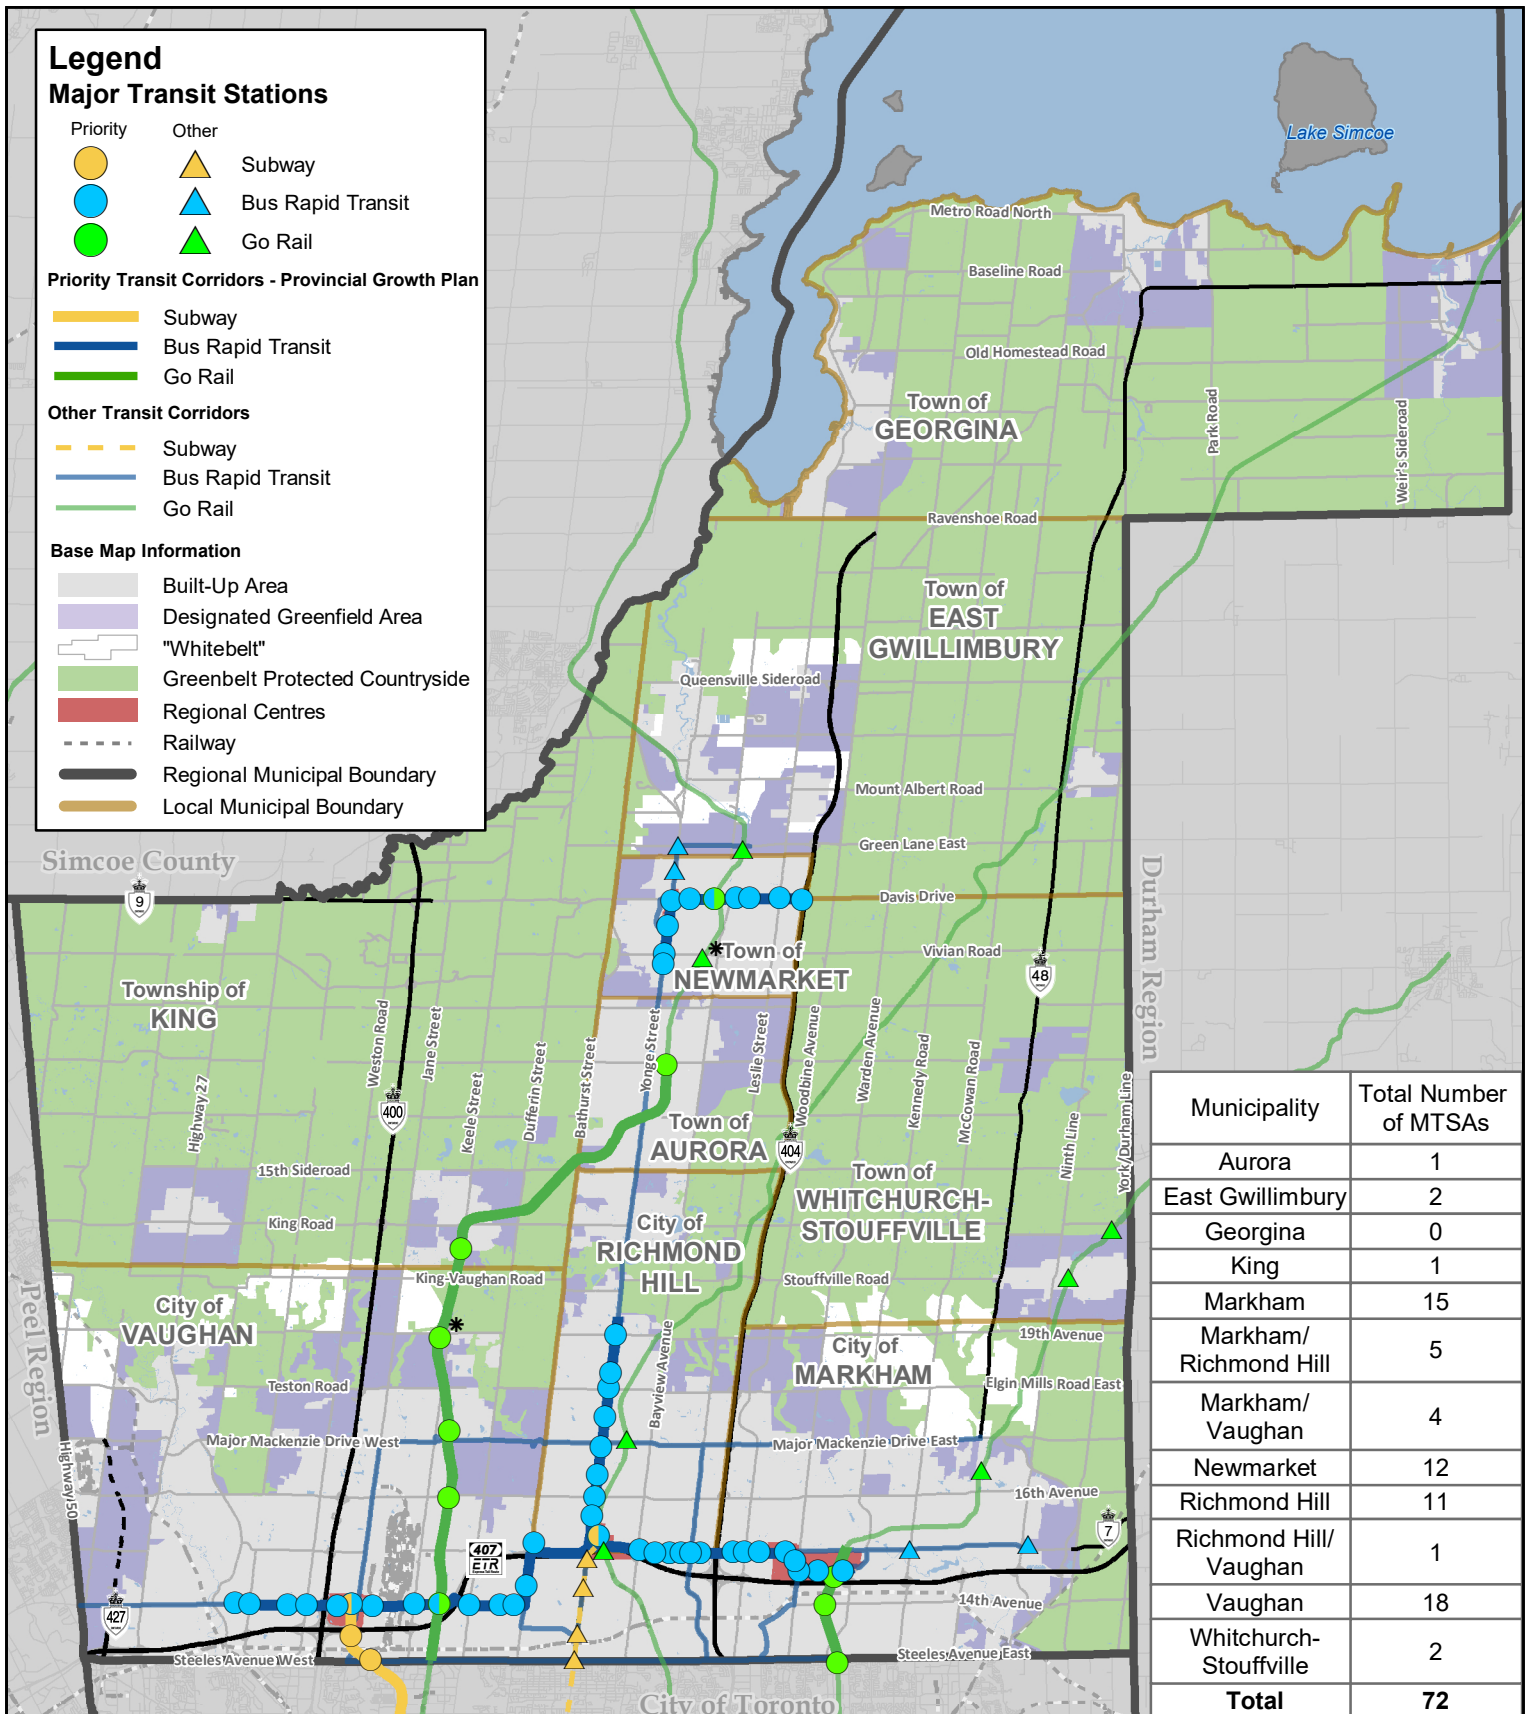 Legend
Major Transit Stations
Priority
Other
Subway
Bus Rapid Transit
Go Rail
Priority Transit Corridors - Provincial Growth Plan
Subway
Bus Rapid Transit
Go Rail
Other Transit Corridors
Subway
Bus Rapid Transit
Go Rail
Base Map Information
Built-Up Area
Designated Greenfield Area
"Whitebelt"
Greenbelt Protected Countryside
Regional Centres
Railway
Regional Municipal Boundary
Local Municipal Boundary
Lake Simcoe
Metro Road North
Baseline Road
Old Homestead Road
Town of
GEORGINA
Park Road
Weir's Sideroad
Ravenshoe Road
Town of
EAST
GWILLIMBURY
Queensville Sideroad
Mount Albert Road
Green Lane East
Simcoe County
9
Davis Drive
Durham Region
Vivian Road
Town of
NEWMARKET
48
Township of
KING
Weston Road
Jane Street
Highway 27
400
Keele Street
Dufferin Street
Bathurst Street
Yonge Street
Leslie Street
Woodbine Avenue
Warden Avenue
Kennedy Road
McCowan Road
Ninth Line
York/Durham Line
Town of
AURORA
404
15th Sideroad
King Road
Town of
WHITCHURCH-
STOUFFVILLE
City of
RICHMOND
HILL
King-Vaughan Road
Stouffville Road
Peel Region
City of
VAUGHAN
19th Avenue
City of
MARKHAM
Bayview Avenue
Teston Road
Elgin Mills Road East
Major Mackenzie Drive West
Major Mackenzie Drive East
Highway 50
16th Avenue
7
407
ETR
14th Avenue
427
Steeles Avenue West
Steeles Avenue East
City of Toronto
Municipality Total Number of MTSAs
Aurora 1
East Gwillimbury 2
Georgina 0
King 1
Markham 15
Markham/
Richmond Hill 5
Markham/
Vaughan 4
Newmarket 12
Richmond Hill 11
Richmond Hill/
Vaughan 1
Vaughan 18
Whitchurch-
Stouffville 2
Total 72